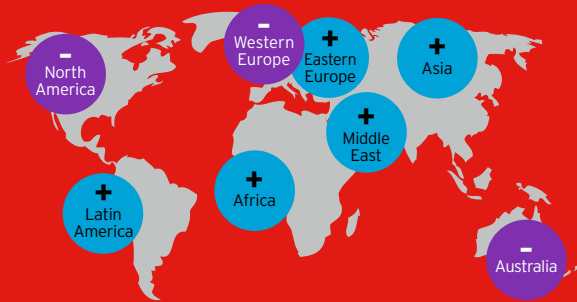 -
North
America
-
Western
Europe
+
Eastern
Europe
+
Asia
+
Middle
East
+
Africa
+
Latin
America
-
Australia